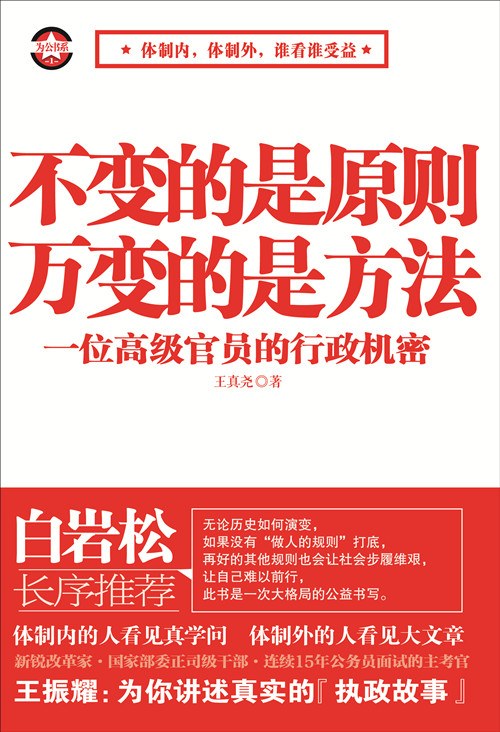 为公书系
-1-
★ 体制内，体制外，谁看谁受益 ★
不变的是原则
万变的是方法
一位高级官员的行政机密
王真尧◎著
白岩松
长序推荐
无论历史如何演变，
如果没有“做人的规则”打底，
再好的其他规则也会让社会步履维艰，
让自己难以前行，
此书是一次大格局的公益书写。
体制内的人看见真学问 体制外的人看见大文章
新锐改革家·国家部委正司级干部·连续15年公务员面试的主考官
王振耀：为你讲述真实的『执政故事』